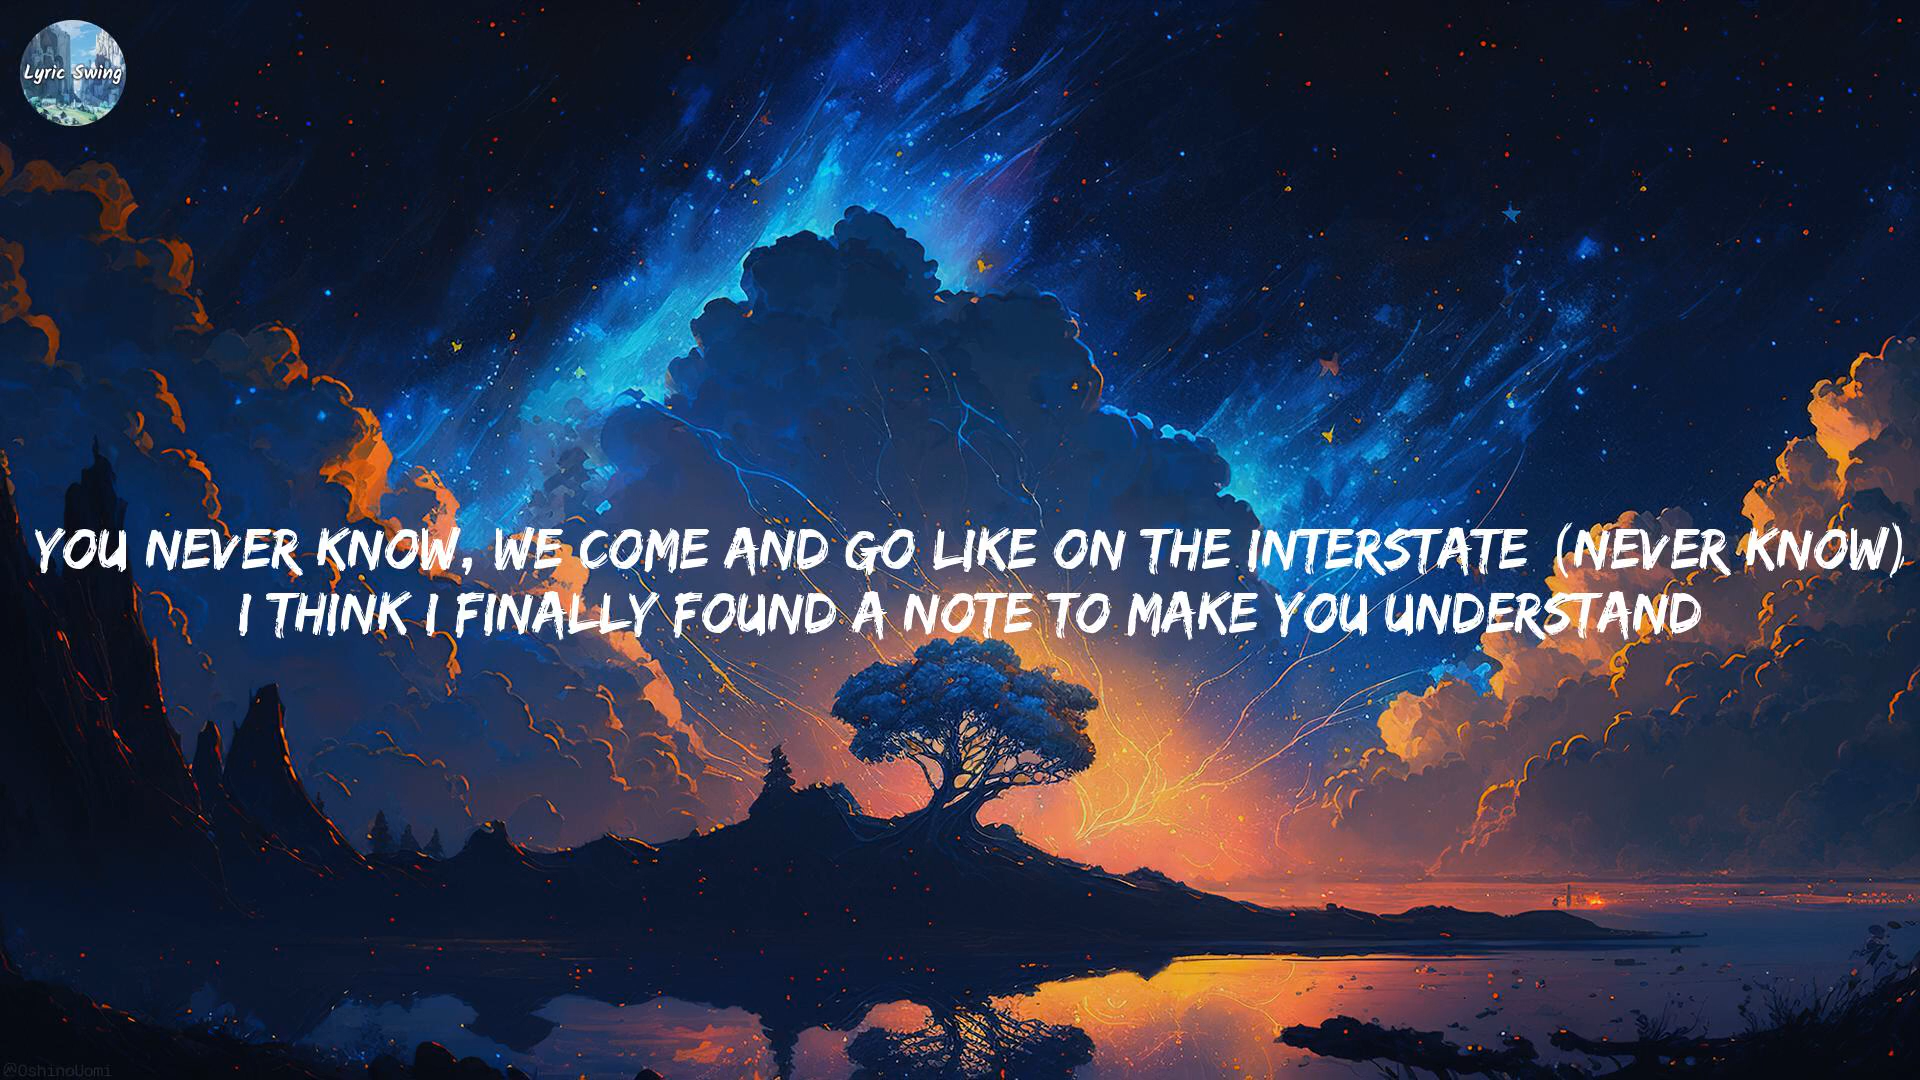 Lyric Swing
YOU NEVER KNOW, WE COME AND GO LIKE ON THE INTERSTATE (NEVER KNOW)
I THINK I FINALLY FOUND A NOTE TO MAKE YOU UNDERSTAND
@OshinoUomi